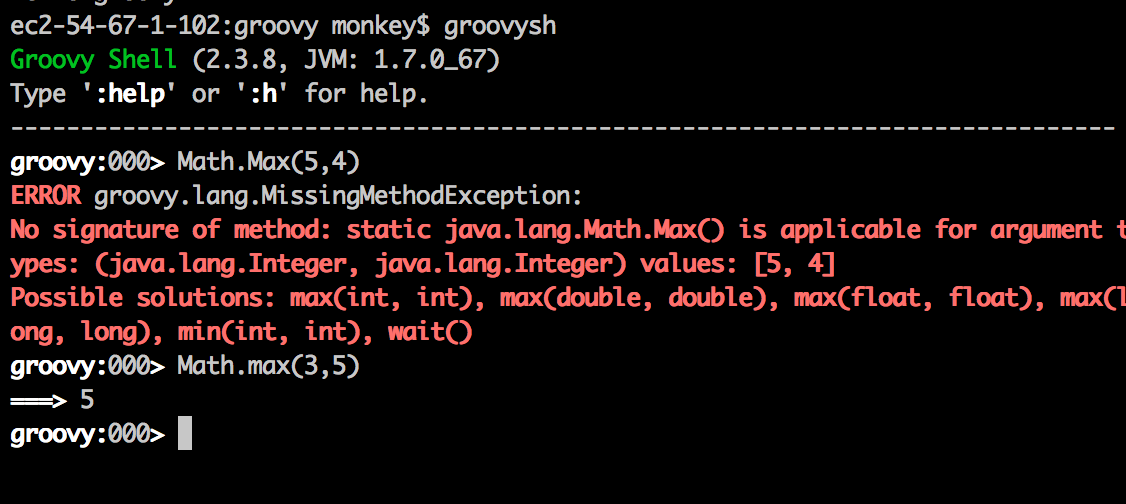 ec2-54-67-1-102:groovy monkey$ groovysh
Groovy Shell (2.3.8, JVM: 1.7.0_67)
Type ':help' or ':h' for help.
-------------------------------------------------------------------------------
groovy:000> Math.Max(5,4)
ERROR groovy.lang.MissingMethodException:
No signature of method: static java.lang.Math.Max() is applicable for argument t
ypes: (java.lang.Integer, java.lang.Integer) values: [5, 4]
Possible solutions: max(int, int), max(double, double), max(float, float), max(l
ong, long), min(int, int), wait()
groovy:000> Math.max(3,5)
===> 5
groovy:000>